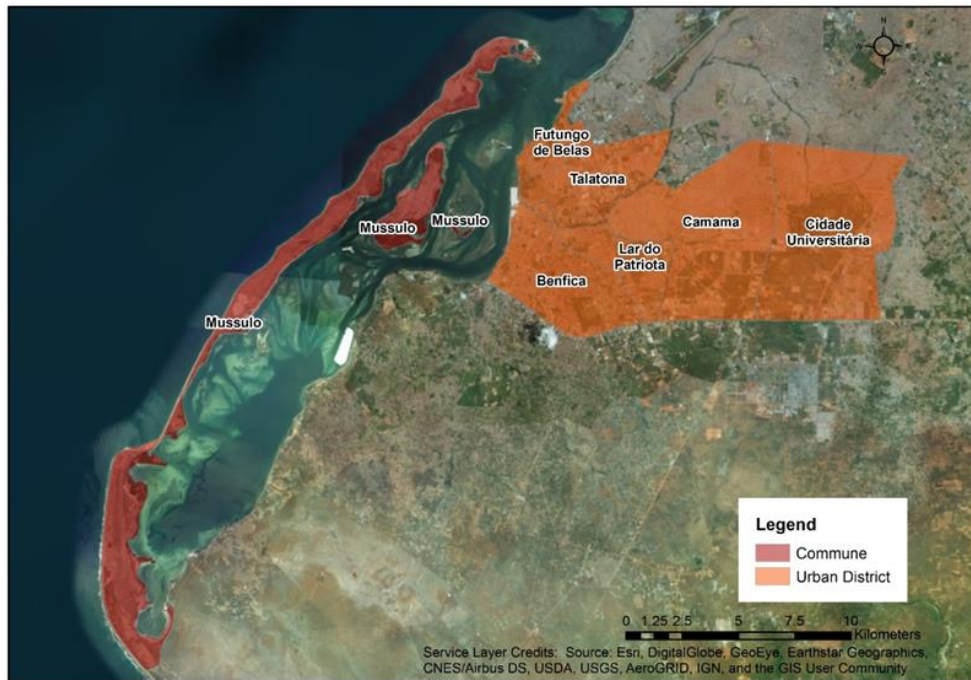 N
Futungo
de Belas
Talatona
Mussulo
Mussulo
Camama
Cidade
Universitária
Lar do
Patriota
Benfica
Mussulo
Legend
Commune
Urban District
0 1.25 2.5 5 7.5 10
Kilometers
Service Layer Credits: Source: Esri, DigitalGlobe, GeoEye, Earthstar Geographics,
CNES/Airbus DS, USDA, USGS, AeroGRID, IGN, and the GIS User Community